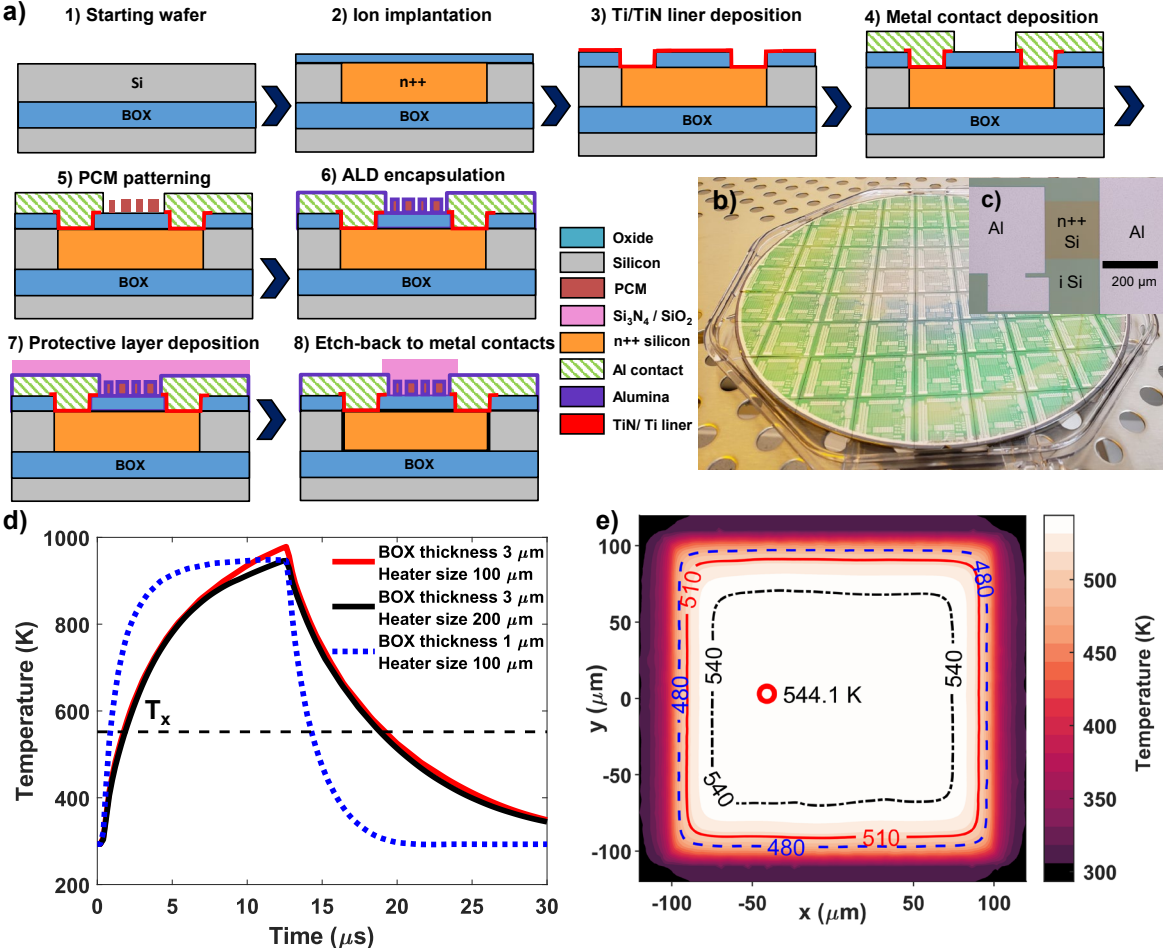 a)
1) Starting wafer
2) Ion implantation
3) Ti/TiN liner deposition
4) Metal contact deposition
Si
BOX
n++
BOX
BOX
BOX
5) PCM patterning
6) ALD encapsulation
BOX
BOX
7) Protective layer deposition
8) Etch-back to metal contacts
BOX
BOX
Oxide
Silicon
PCM
Si₃N₄ / SiO₂
n++ silicon
Al contact
Alumina
TiN/ Ti liner
b)
c)
Al
n++
Si
Al
i Si
200 µm
d)
1000
800
600
400
200
0
5
10
15
20
25
30
Temperature (K)
Time (µs)
Tₓ
BOX thickness 3 µm
Heater size 100 µm
BOX thickness 3 µm
Heater size 200 µm
BOX thickness 1 µm
Heater size 100 µm
e)
100
50
0
-50
-100
y (µm)
-100
-50
0
50
100
x (µm)
480
510
540
540
544.1 K
480
540
510
480
500
450
400
350
300
Temperature (K)